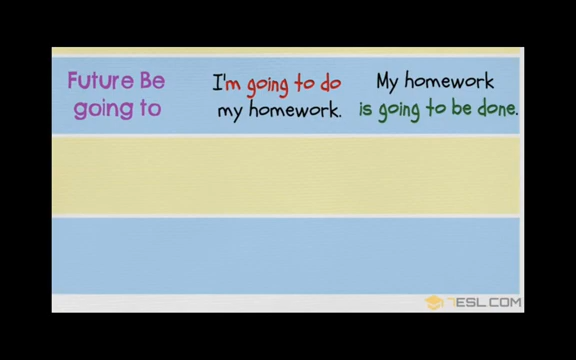 Future Be
going to
I'm going to do
my homework.
My homework
is going to be done.
7ESL.COM